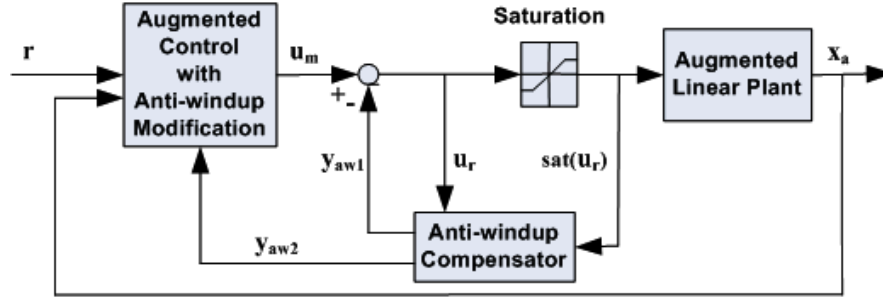 Saturation
r
Augmented
Control
with
Anti-windup
Modification
u_m
+
-
Augmented
Linear Plant
x_a
y_aw1
u_r
sat(u_r)
Anti-windup
Compensator
y_aw2